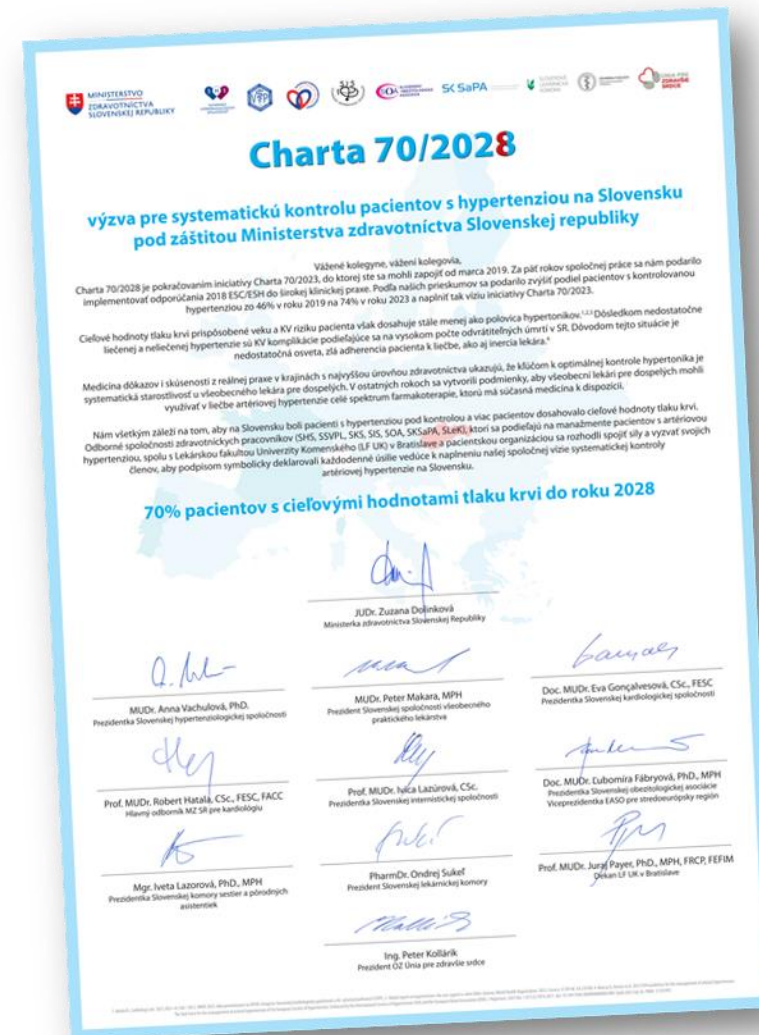 MINISTERSTVO
ZDRAVOTNÍCTVA
SLOVENSKEJ REPUBLIKY
SOA
SK SaPA
Charta 70/2028
výzva pre systematickú kontrolu pacientov s hypertenziou na Slovensku
pod záštitou Ministerstva zdravotníctva Slovenskej republiky
Vážené kolegyne, vážení kolegovia,
Charta 70/2028 je pokračovaním iniciatívy Charta 70/2023, do ktorej ste sa mohli zapojiť od marca 2019. Za päť rokov spoločnej práce sa nám podarilo
implementovať odporúčania 2018 ESC/ESH do širokej klinickej praxe. Podľa našich prieskumov sa podarilo zvýšiť podiel pacientov s kontrolovanou
hypertenziou zo 46% v roku 2019 na 74% v roku 2023 a naplniť tak víziu iniciatívy Charta 70/2023.
Cieľové hodnoty tlaku krvi prispôsobené veku a KV riziku pacienta však dosahuje stále menej ako polovica hypertonikov. Dôsledkom nedostatočne
liečenej a neliečenej hypertenzie sú KV komplikácie podieľajúce sa na vysokom počte odvrátiteľných úmrtí v SR. Dôvodom tejto situácie je
nedostatočná osveta, zlá adherencia pacienta k liečbe, ako aj inercia lekára.
Medicína dôkazov i skúsenosti z reálnej praxe v krajinách s najvyššou úrovňou zdravotníctva ukazujú, že kľúčom k optimálnej kontrole hypertonika je
systematická starostlivosť u všeobecného lekára pre dospelých. V ostatných rokoch sa vytvorili podmienky, aby všeobecní lekári pre dospelých mohli
využívať v liečbe artériovej hypertenzie celé spektrum farmakoterapie, ktorú má súčasná medicína k dispozícii.
Nám všetkým záleží na tom, aby na Slovensku boli pacienti s hypertenziou pod kontrolou a viac pacientov dosahovalo cieľové hodnoty tlaku krvi.
Odborné spoločnosti zdravotníckych pracovníkov (SHS, SSVPL, SKS, SIS, SOA, SKSaPA, SLeK), ktorí sa podieľajú na manažmente pacientov s artériovou
hypertenziou, spolu s Lekárskou fakultou Univerzity Komenského (LF UK) v Bratislave a pacientskou organizáciou sa rozhodli spojiť sily a vyzvať svojich
členov, aby podpisom symbolicky deklarovali každodenné úsilie vedúce k naplneniu našej spoločnej vízie systematickej kontroly
artériovej hypertenzie na Slovensku.
70% pacientov s cieľovými hodnotami tlaku krvi do roku 2028
JUDr. Zuzana Dolinková
Ministerka zdravotníctva Slovenskej Republiky
MUDr. Anna Vachulová, PhD.
Prezidentka Slovenskej hypertenziologickej spoločnosti
MUDr. Peter Makara, MPH
Prezident Slovenskej spoločnosti všeobecného
praktického lekárstva
Doc. MUDr. Eva Gonçalvesová, CSc., FESC
Prezidentka Slovenskej kardiologickej spoločnosti
Prof. MUDr. Robert Hatala, CSc., FESC, FACC
Hlavný odborník MZ SR pre kardiológiu
Prof. MUDr. Ivica Lazúrová, CSc.
Prezidentka Slovenskej internistickej spoločnosti
Doc. MUDr. Ľubomíra Fábryová, PhD., MPH
Prezidentka Slovenskej obezitologickej asociácie
Viceprezidentka EASO pre stredoeurópsky región
Mgr. Iveta Lazorová, PhD., MPH
Prezidentka Slovenskej komory sestier a pôrodných
asistentiek
PharmDr. Ondrej Sukeľ
Prezident Slovenskej lekárnickej komory
Prof. MUDr. Juraj Payer, PhD., MPH, FRCP, FEFIM
Dekan LF UK v Bratislave
Ing. Peter Kollárik
Prezident OZ Únia pre zdravšie srdce